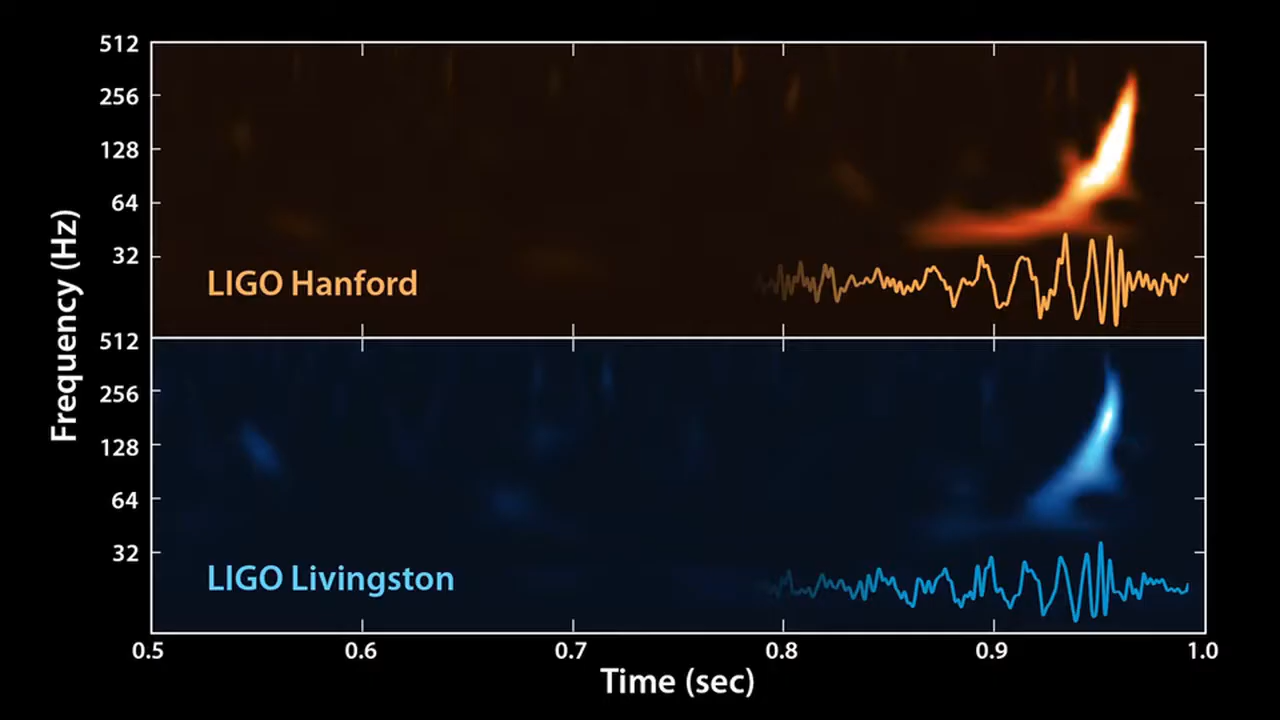 Frequency (Hz)
512
256
128
64
32
LIGO Hanford
512
256
128
64
32
LIGO Livingston
0.5 0.6 0.7 0.8 0.9 1.0
Time (sec)